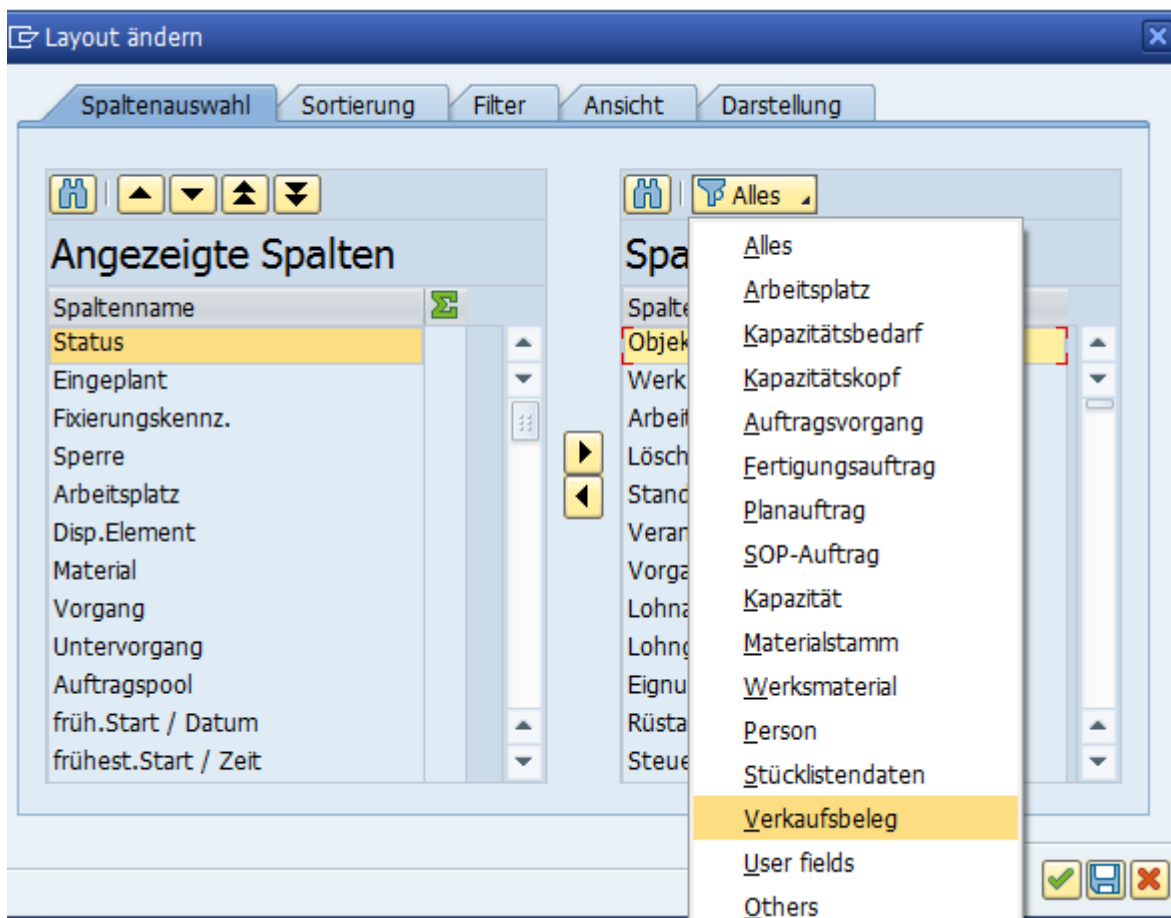 Layout ändern
Spaltenauswahl
Sortierung
Filter
Ansicht
Darstellung
Angezeigte Spalten
Spaltenname
Status
Eingeplant
Fixierungskennz.
Sperre
Arbeitsplatz
Disp.Element
Material
Vorgang
Untervorgang
Auftragspool
früh.Start / Datum
frühest.Start / Zeit
Alles
Spa
Spalte
Objek
Werk
Arbeit
Lösch
Stand
Veran
Vorga
Lohna
Lohng
Eignu
Rüsta
Steue
Alles
Arbeitsplatz
Kapazitätsbedarf
Kapazitätskopf
Auftragsvorgang
Fertigungsauftrag
Planauftrag
SOP-Auftrag
Kapazität
Materialstamm
Werksmaterial
Person
Stücklistendaten
Verkaufsbeleg
User fields
Others